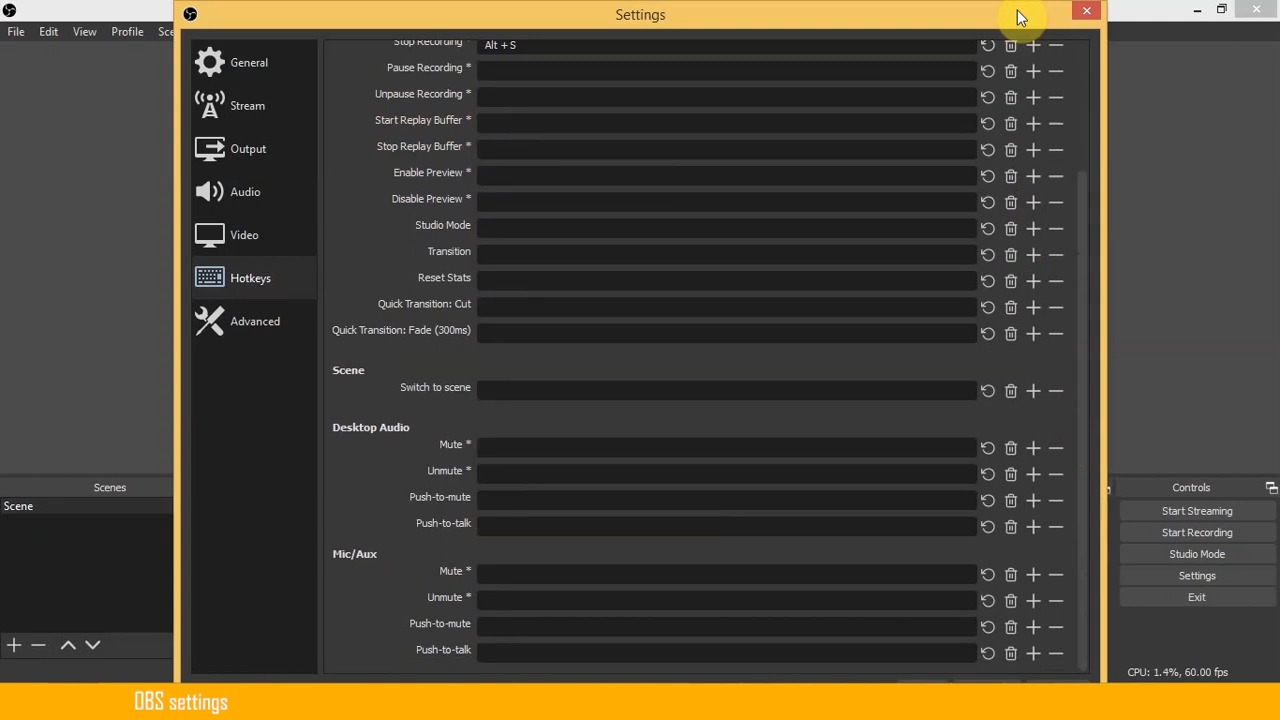 Settings
File Edit View Profile Sce
General
Stream
Output
Audio
Video
Hotkeys
Advanced
Stop Recording * Alt + S
Pause Recording *
Unpause Recording *
Start Replay Buffer *
Stop Replay Buffer *
Enable Preview *
Disable Preview *
Studio Mode
Transition
Reset Stats
Quick Transition: Cut
Quick Transition: Fade (300ms)
Scene
Switch to scene
Desktop Audio
Mute *
Unmute *
Push-to-mute
Push-to-talk
Mic/Aux
Mute *
Unmute *
Push-to-mute
Push-to-talk
Scenes
Scene
Controls
Start Streaming
Start Recording
Studio Mode
Settings
Exit
CPU: 1.4%, 60.00 fps
OBS settings